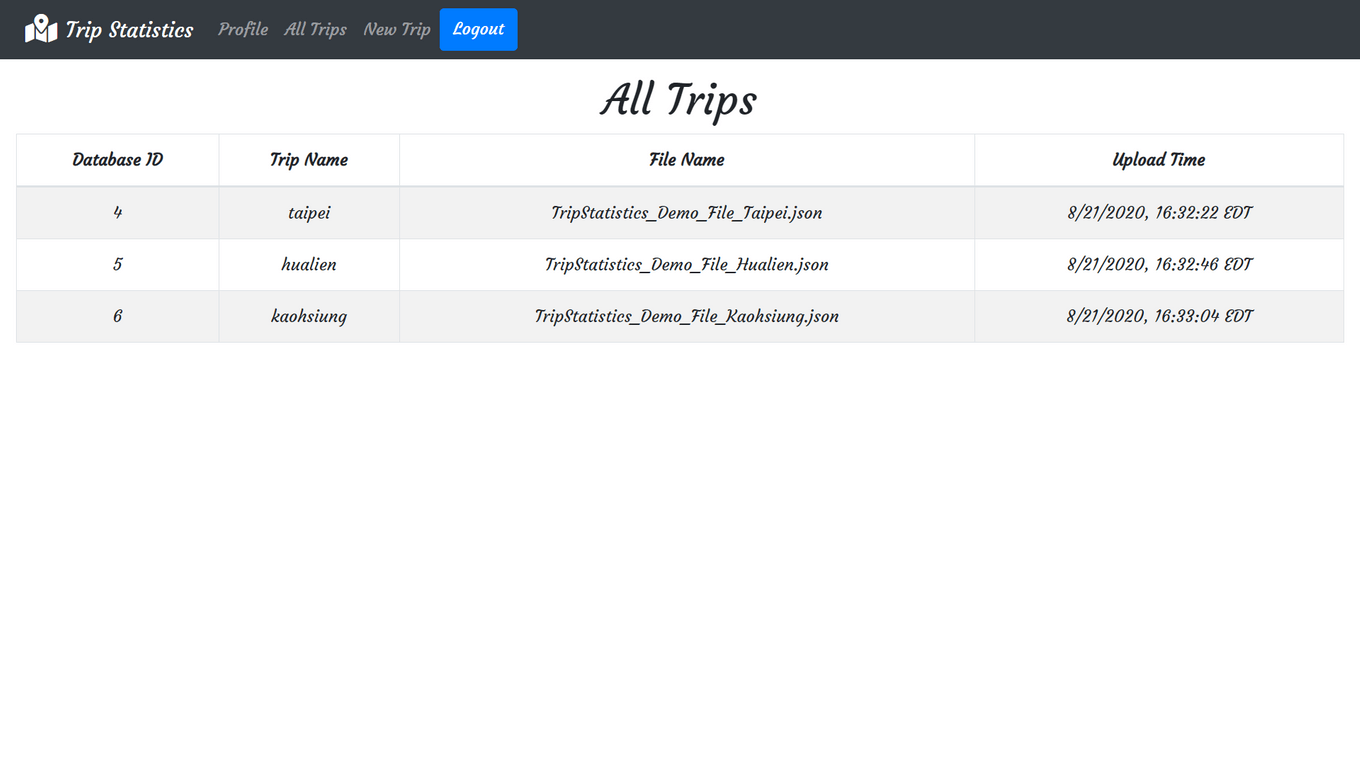 Trip Statistics Profile All Trips New Trip Logout
All Trips
Database ID Trip Name File Name Upload Time
4 taipei TripStatistics_Demo_File_Taipei.json 8/21/2020, 16:32:22 EDT
5 hualien TripStatistics_Demo_File_Hualien.json 8/21/2020, 16:32:46 EDT
6 kaohsiung TripStatistics_Demo_File_Kaohsiung.json 8/21/2020, 16:33:04 EDT